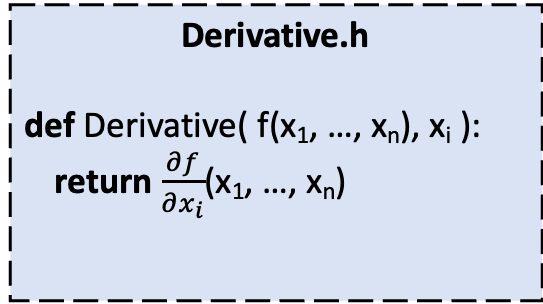 Derivative.h
def Derivative( f(x₁, ..., xₙ), xᵢ ):
return ∂f/∂xᵢ(x₁, ..., xₙ)